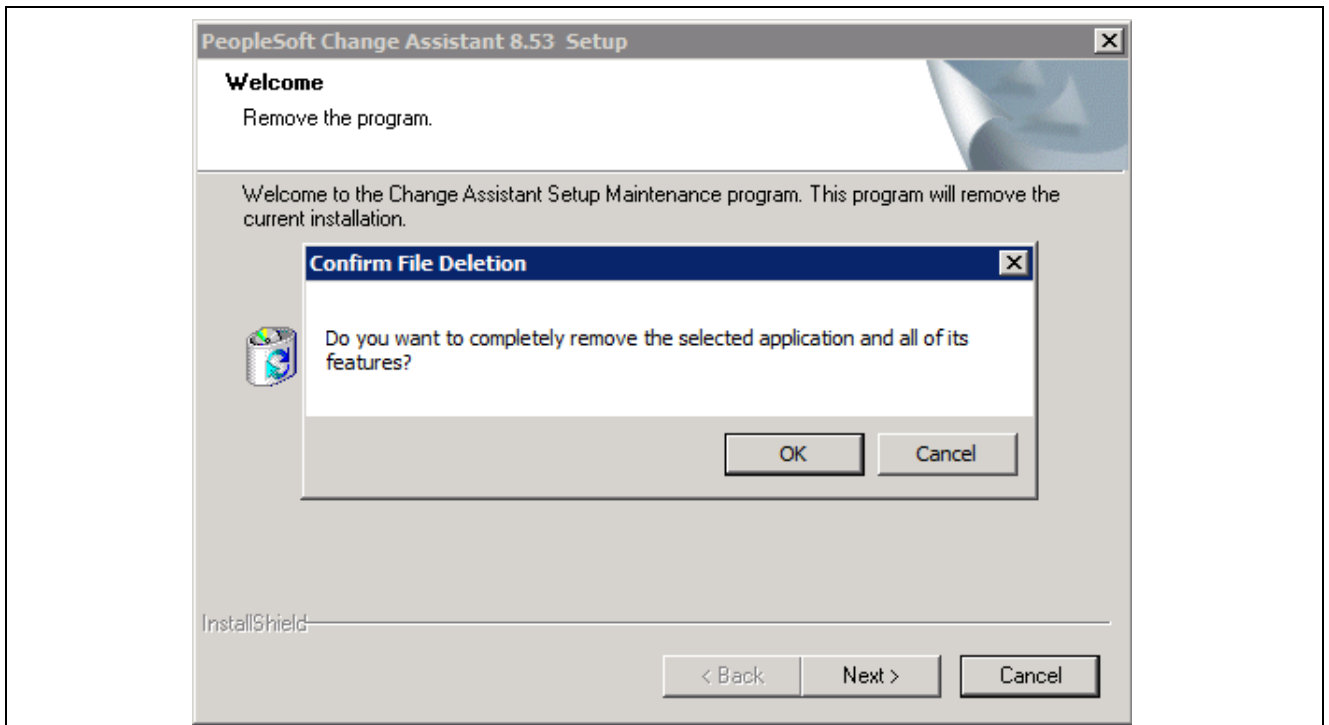 PeopleSoft Change Assistant 8.53 Setup
Welcome
Remove the program.
Welcome to the Change Assistant Setup Maintenance program. This program will remove the
current installation.
Confirm File Deletion
Do you want to completely remove the selected application and all of its
features?
OK Cancel
InstallShield
< Back Next > Cancel